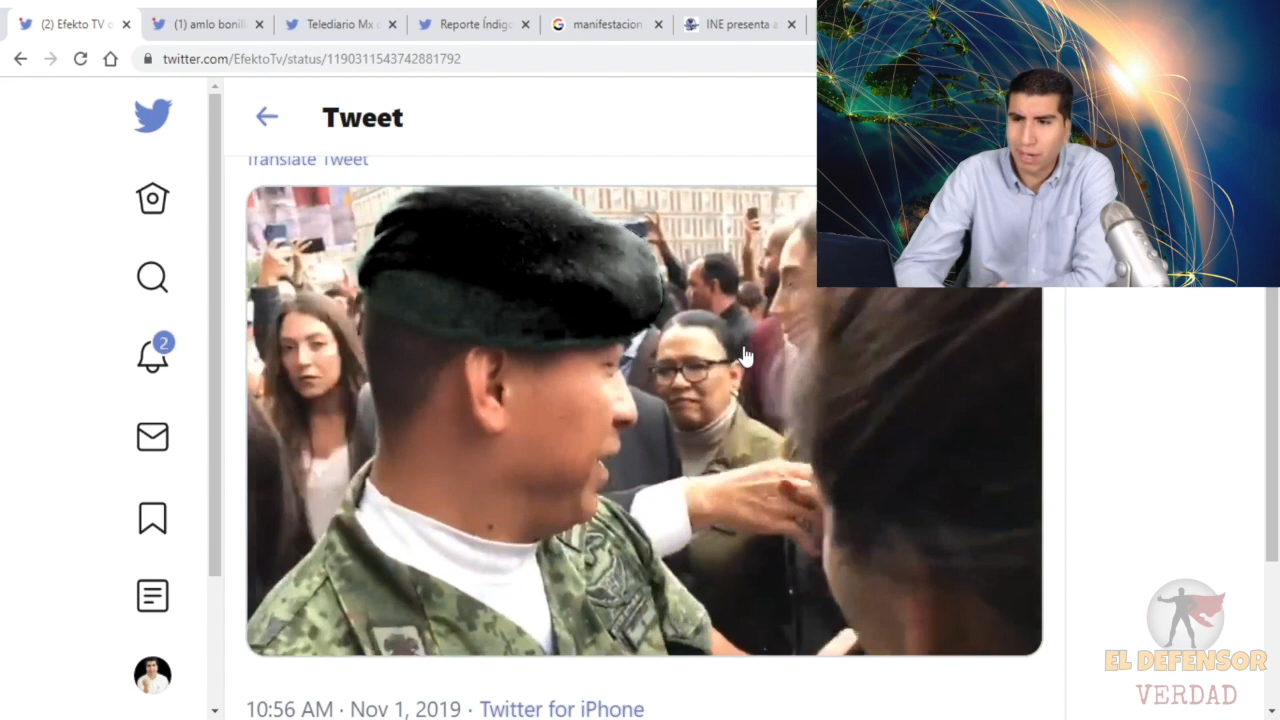 (2) Efekto TV
(1) amlo bonil
Telediario Mx
Reporte Índigo
manifestacion
INE presenta a
twitter.com/EfektoTv/status/1190311543742881792
Tweet
Translate Tweet
2
10:56 AM · Nov 1, 2019 · Twitter for iPhone
EL DEFENSOR
VERDAD